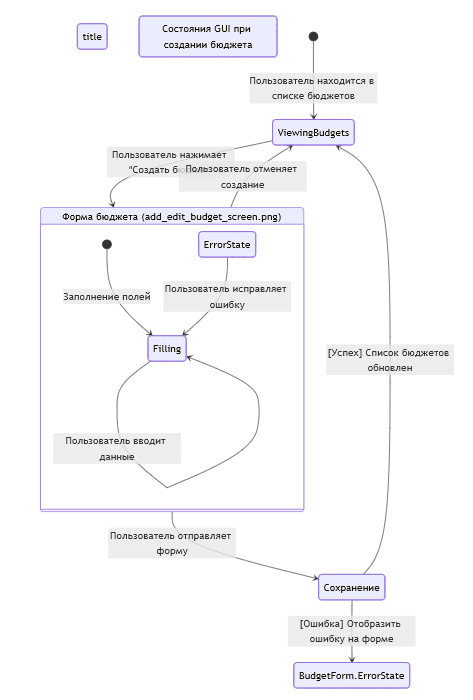 title
Состояния GUI при
создании бюджета
Пользователь находится в
списке бюджетов
ViewingBudgets
Пользователь нажимает
"Создать бю
Пользователь отменяет
создание
Форма бюджета (add_edit_budget_screen.png)
ErrorState
Заполнение полей
Пользователь исправляет
ошибку
Filling
[Успех] Список бюджетов
обновлен
Пользователь вводит
данные
Пользователь отправляет
форму
Сохранение
[Ошибка] Отобразить
ошибку на форме
BudgetForm.ErrorState